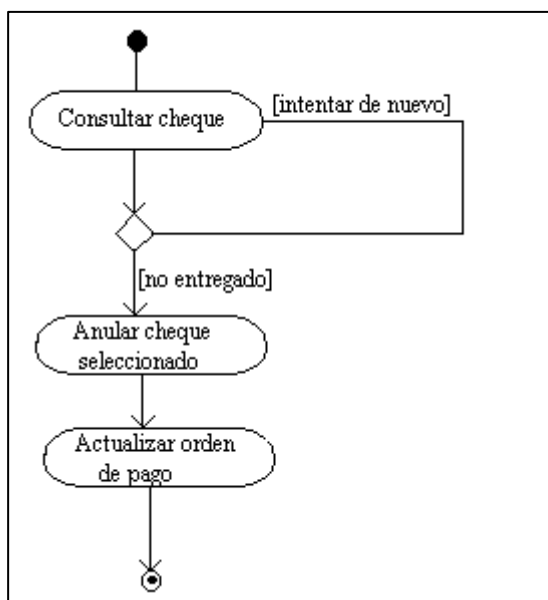 Consultar cheque
[intentar de nuevo]
[no entregado]
Anular cheque
seleccionado
Actualizar orden
de pago